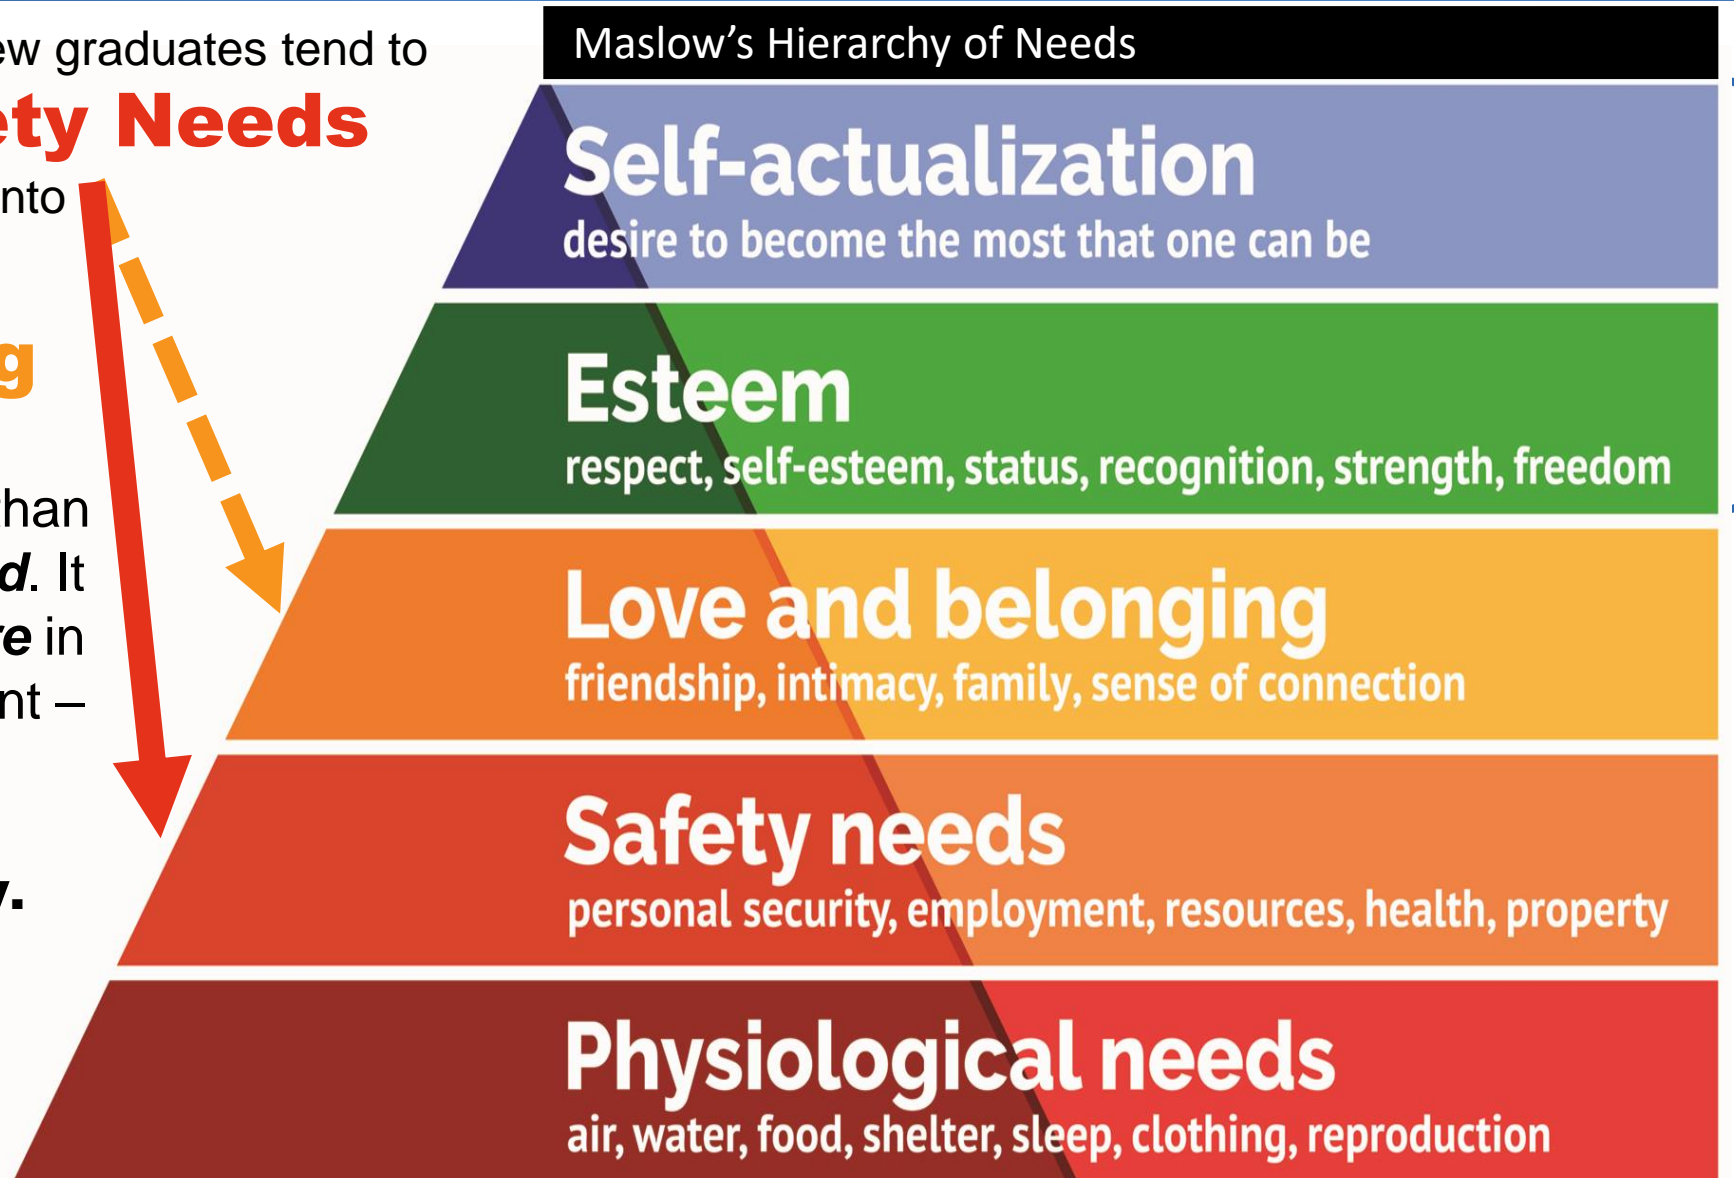 ew graduates tend to
ety Needs
nto
g
than
d. It
re in
nt –
y.
Maslow’s Hierarchy of Needs
Self-actualization
desire to become the most that one can be
Esteem
respect, self-esteem, status, recognition, strength, freedom
Love and belonging
friendship, intimacy, family, sense of connection
Safety needs
personal security, employment, resources, health, property
Physiological needs
air, water, food, shelter, sleep, clothing, reproduction